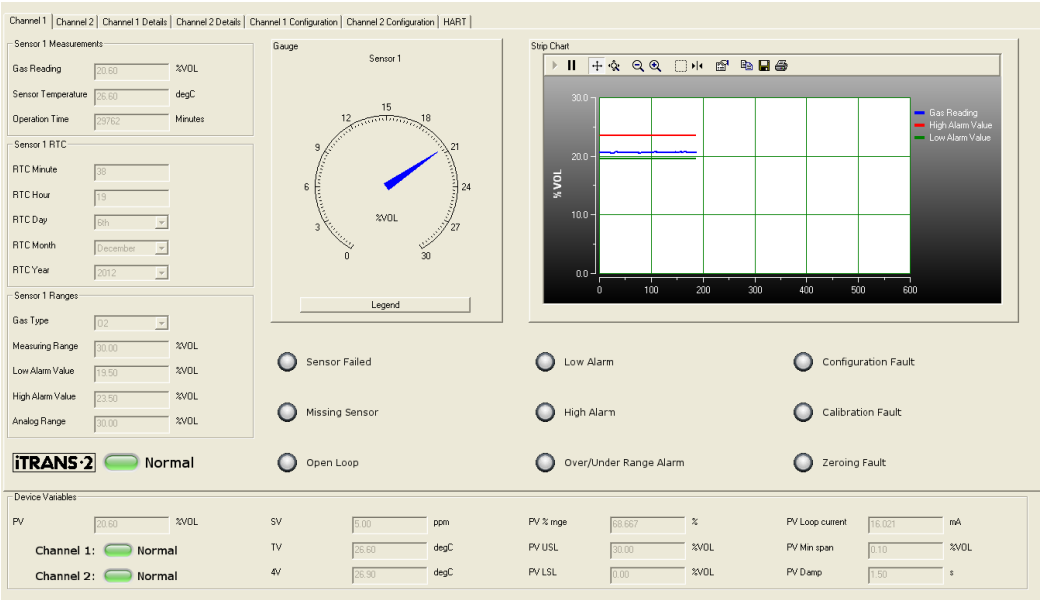 Channel 1 Channel 2 Channel 1 Details Channel 2 Details Channel 1 Configuration Channel 2 Configuration HART
Sensor 1 Measurements
Gas Reading 20.60 %VOL
Sensor Temperature 26.60 degC
Operation Time 29762 Minutes
Sensor 1 RTC
RTC Minute 38
RTC Hour 19
RTC Day 6th
RTC Month December
RTC Year 2012
Sensor 1 Ranges
Gas Type O2
Measuring Range 30.00 %VOL
Low Alarm Value 19.50 %VOL
High Alarm Value 23.50 %VOL
Analog Range 30.00 %VOL
iTRANS·2 Normal
Gauge
Sensor 1
15
12 18
9 21
6 24
%VOL
3 27
0 30
Legend
Strip Chart
30.0
20.0
10.0
0.0
% VOL
0 100 200 300 400 500 600
Gas Reading
High Alarm Value
Low Alarm Value
Sensor Failed Low Alarm Configuration Fault
Missing Sensor High Alarm Calibration Fault
Open Loop Over/Under Range Alarm Zeroing Fault
Device Variables
PV 20.60 %VOL SV 5.00 ppm PV % rnge 68.667 % PV Loop current 16.021 mA
Channel 1: Normal TV 26.60 degC PV USL 30.00 %VOL PV Min span 0.10 %VOL
Channel 2: Normal 4V 26.90 degC PV LSL 0.00 %VOL PV Damp 1.50 s